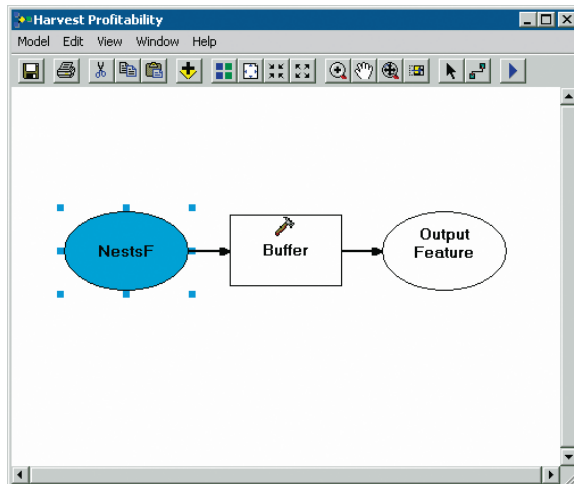 Harvest Profitability
Model Edit View Window Help
NestsF
Buffer
Output
Feature